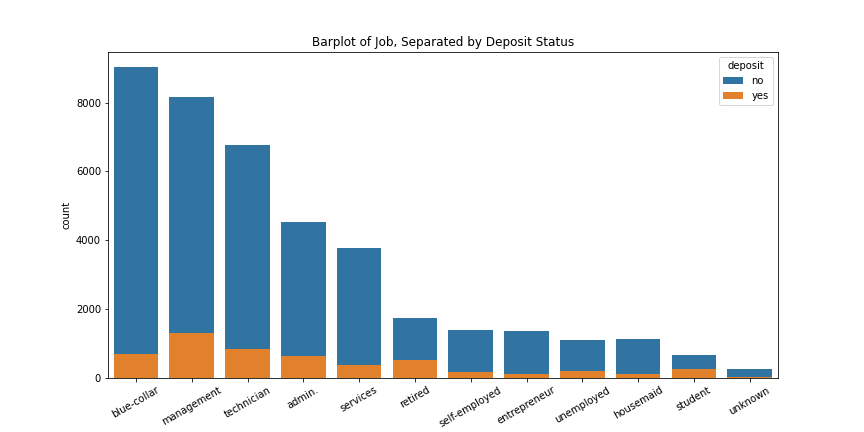 Barplot of Job, Separated by Deposit Status
deposit
no
yes
count
8000
6000
4000
2000
0
blue-collar
management
technician
admin.
services
retired
self-employed
entrepreneur
unemployed
housemaid
student
unknown